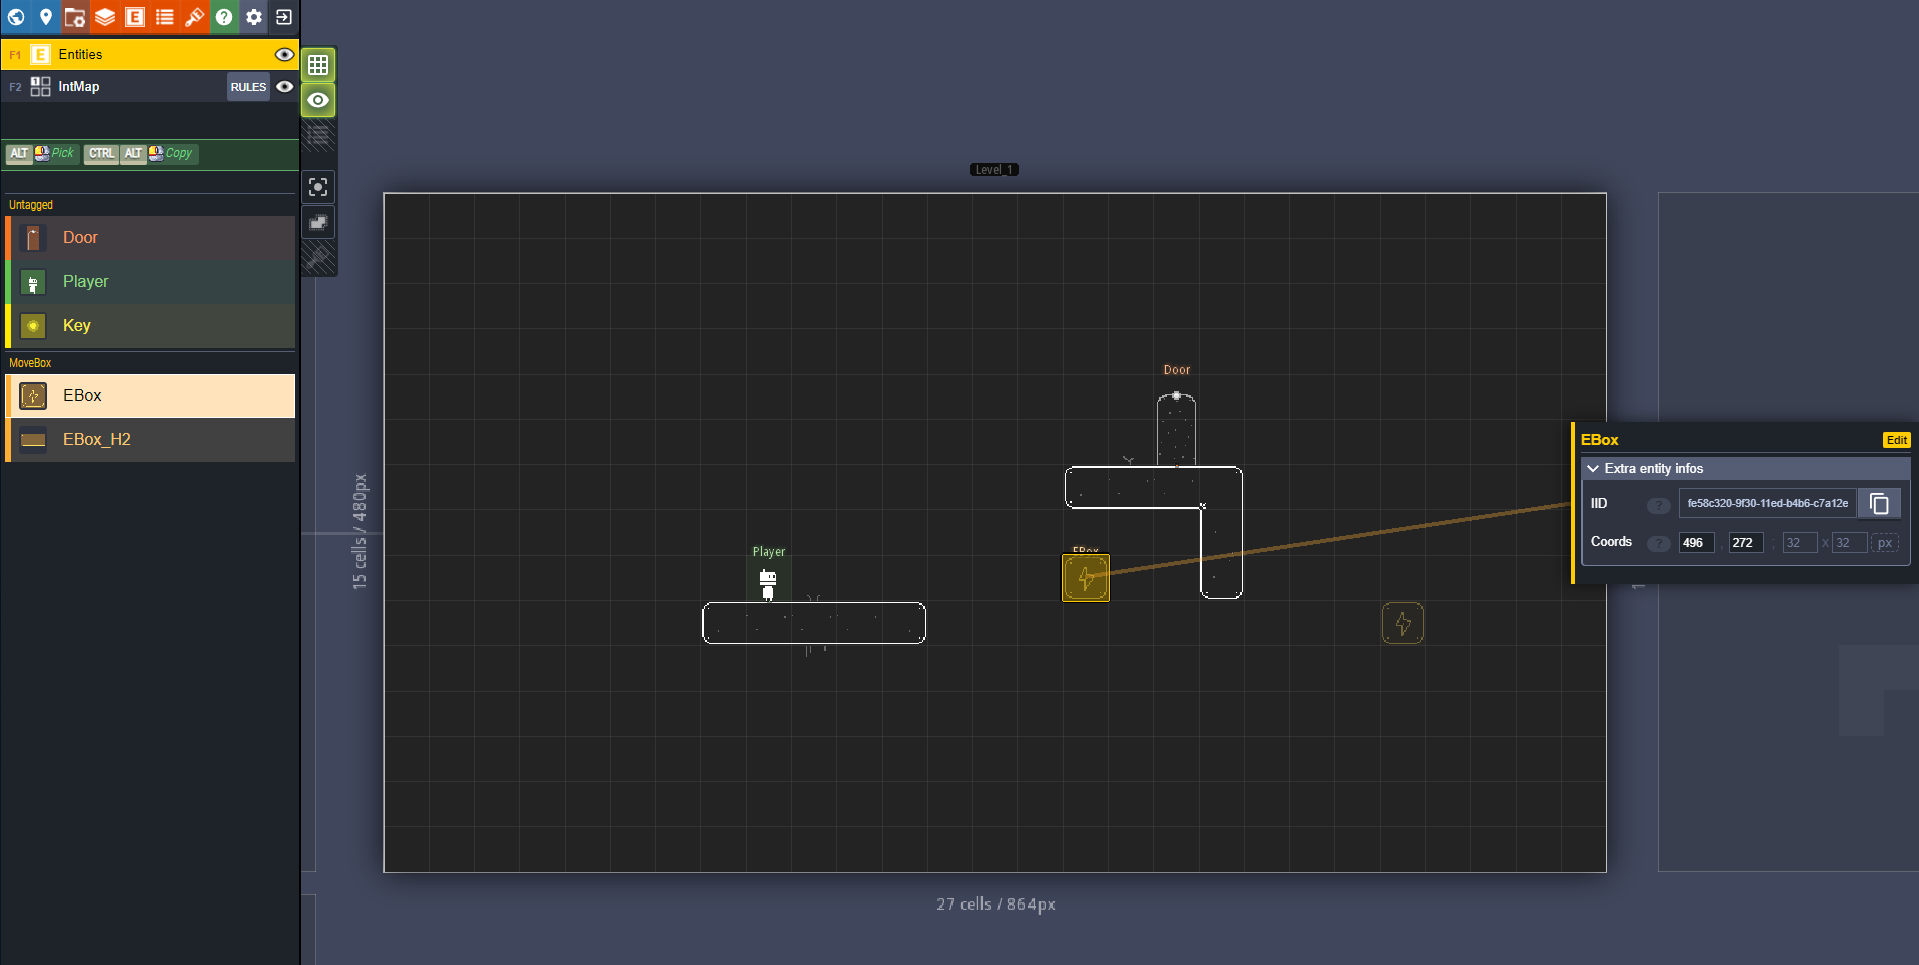 F1 E Entities
F2 1 IntMap RULES
ALT Pick CTRL ALT Copy
Untagged
Door
Player
Key
MoveBox
EBox
EBox_H2
Level_1
15 cells / 480px
Door
Player
EBox
27 cells / 864px
EBox Edit
Extra entity infos
IID ? fe58c320-9f30-11ed-b4b6-c7a12e
Coords ? 496 , 272 ; 32 x 32 px